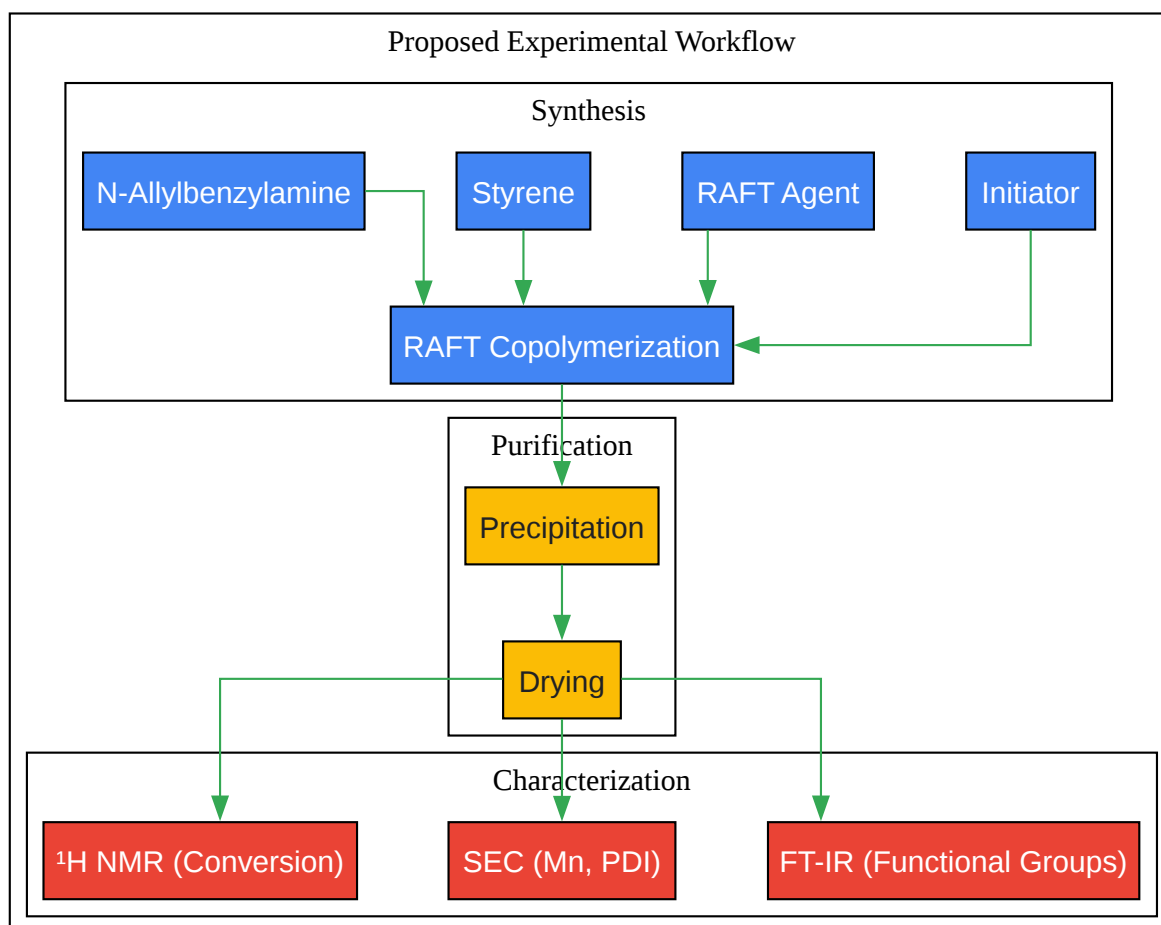 Proposed Experimental Workflow
Synthesis
N-Allylbenzylamine
Styrene
RAFT Agent
Initiator
RAFT Copolymerization
Purification
Precipitation
Drying
Characterization
¹H NMR (Conversion)
SEC (Mn, PDI)
FT-IR (Functional Groups)